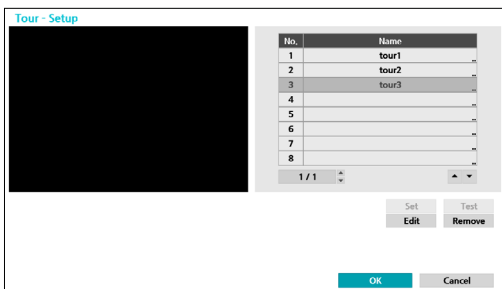 Tour - Setup
No. Name
1 tour1 ...
2 tour2 ...
3 tour3 ...
4 ...
5 ...
6 ...
7 ...
8 ...
1 / 1
Set Test
Edit Remove
OK Cancel